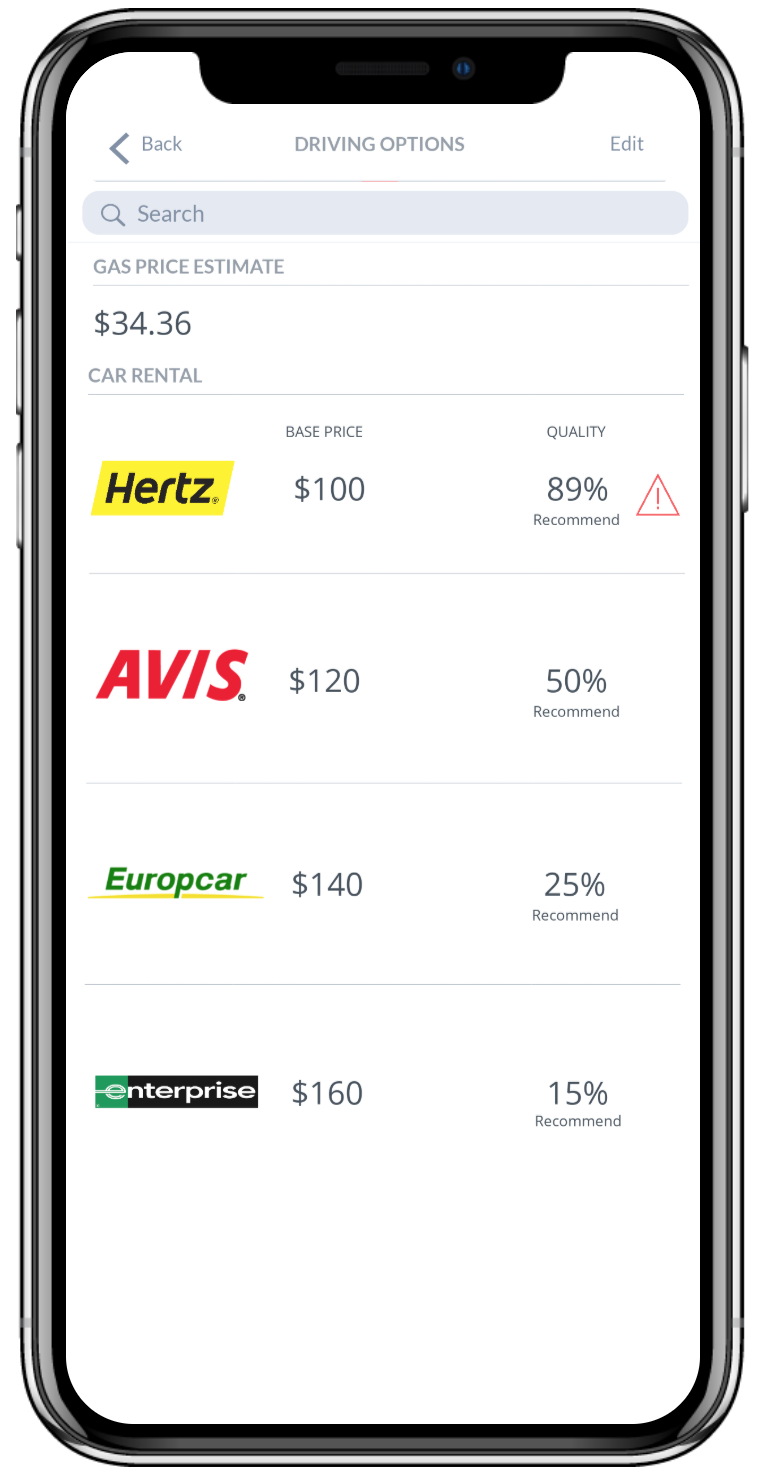 Back DRIVING OPTIONS Edit
Search
GAS PRICE ESTIMATE
$34.36
CAR RENTAL
BASE PRICE QUALITY
Hertz® $100 89%
Recommend
AVIS® $120 50%
Recommend
Europcar $140 25%
Recommend
enterprise $160 15%
Recommend